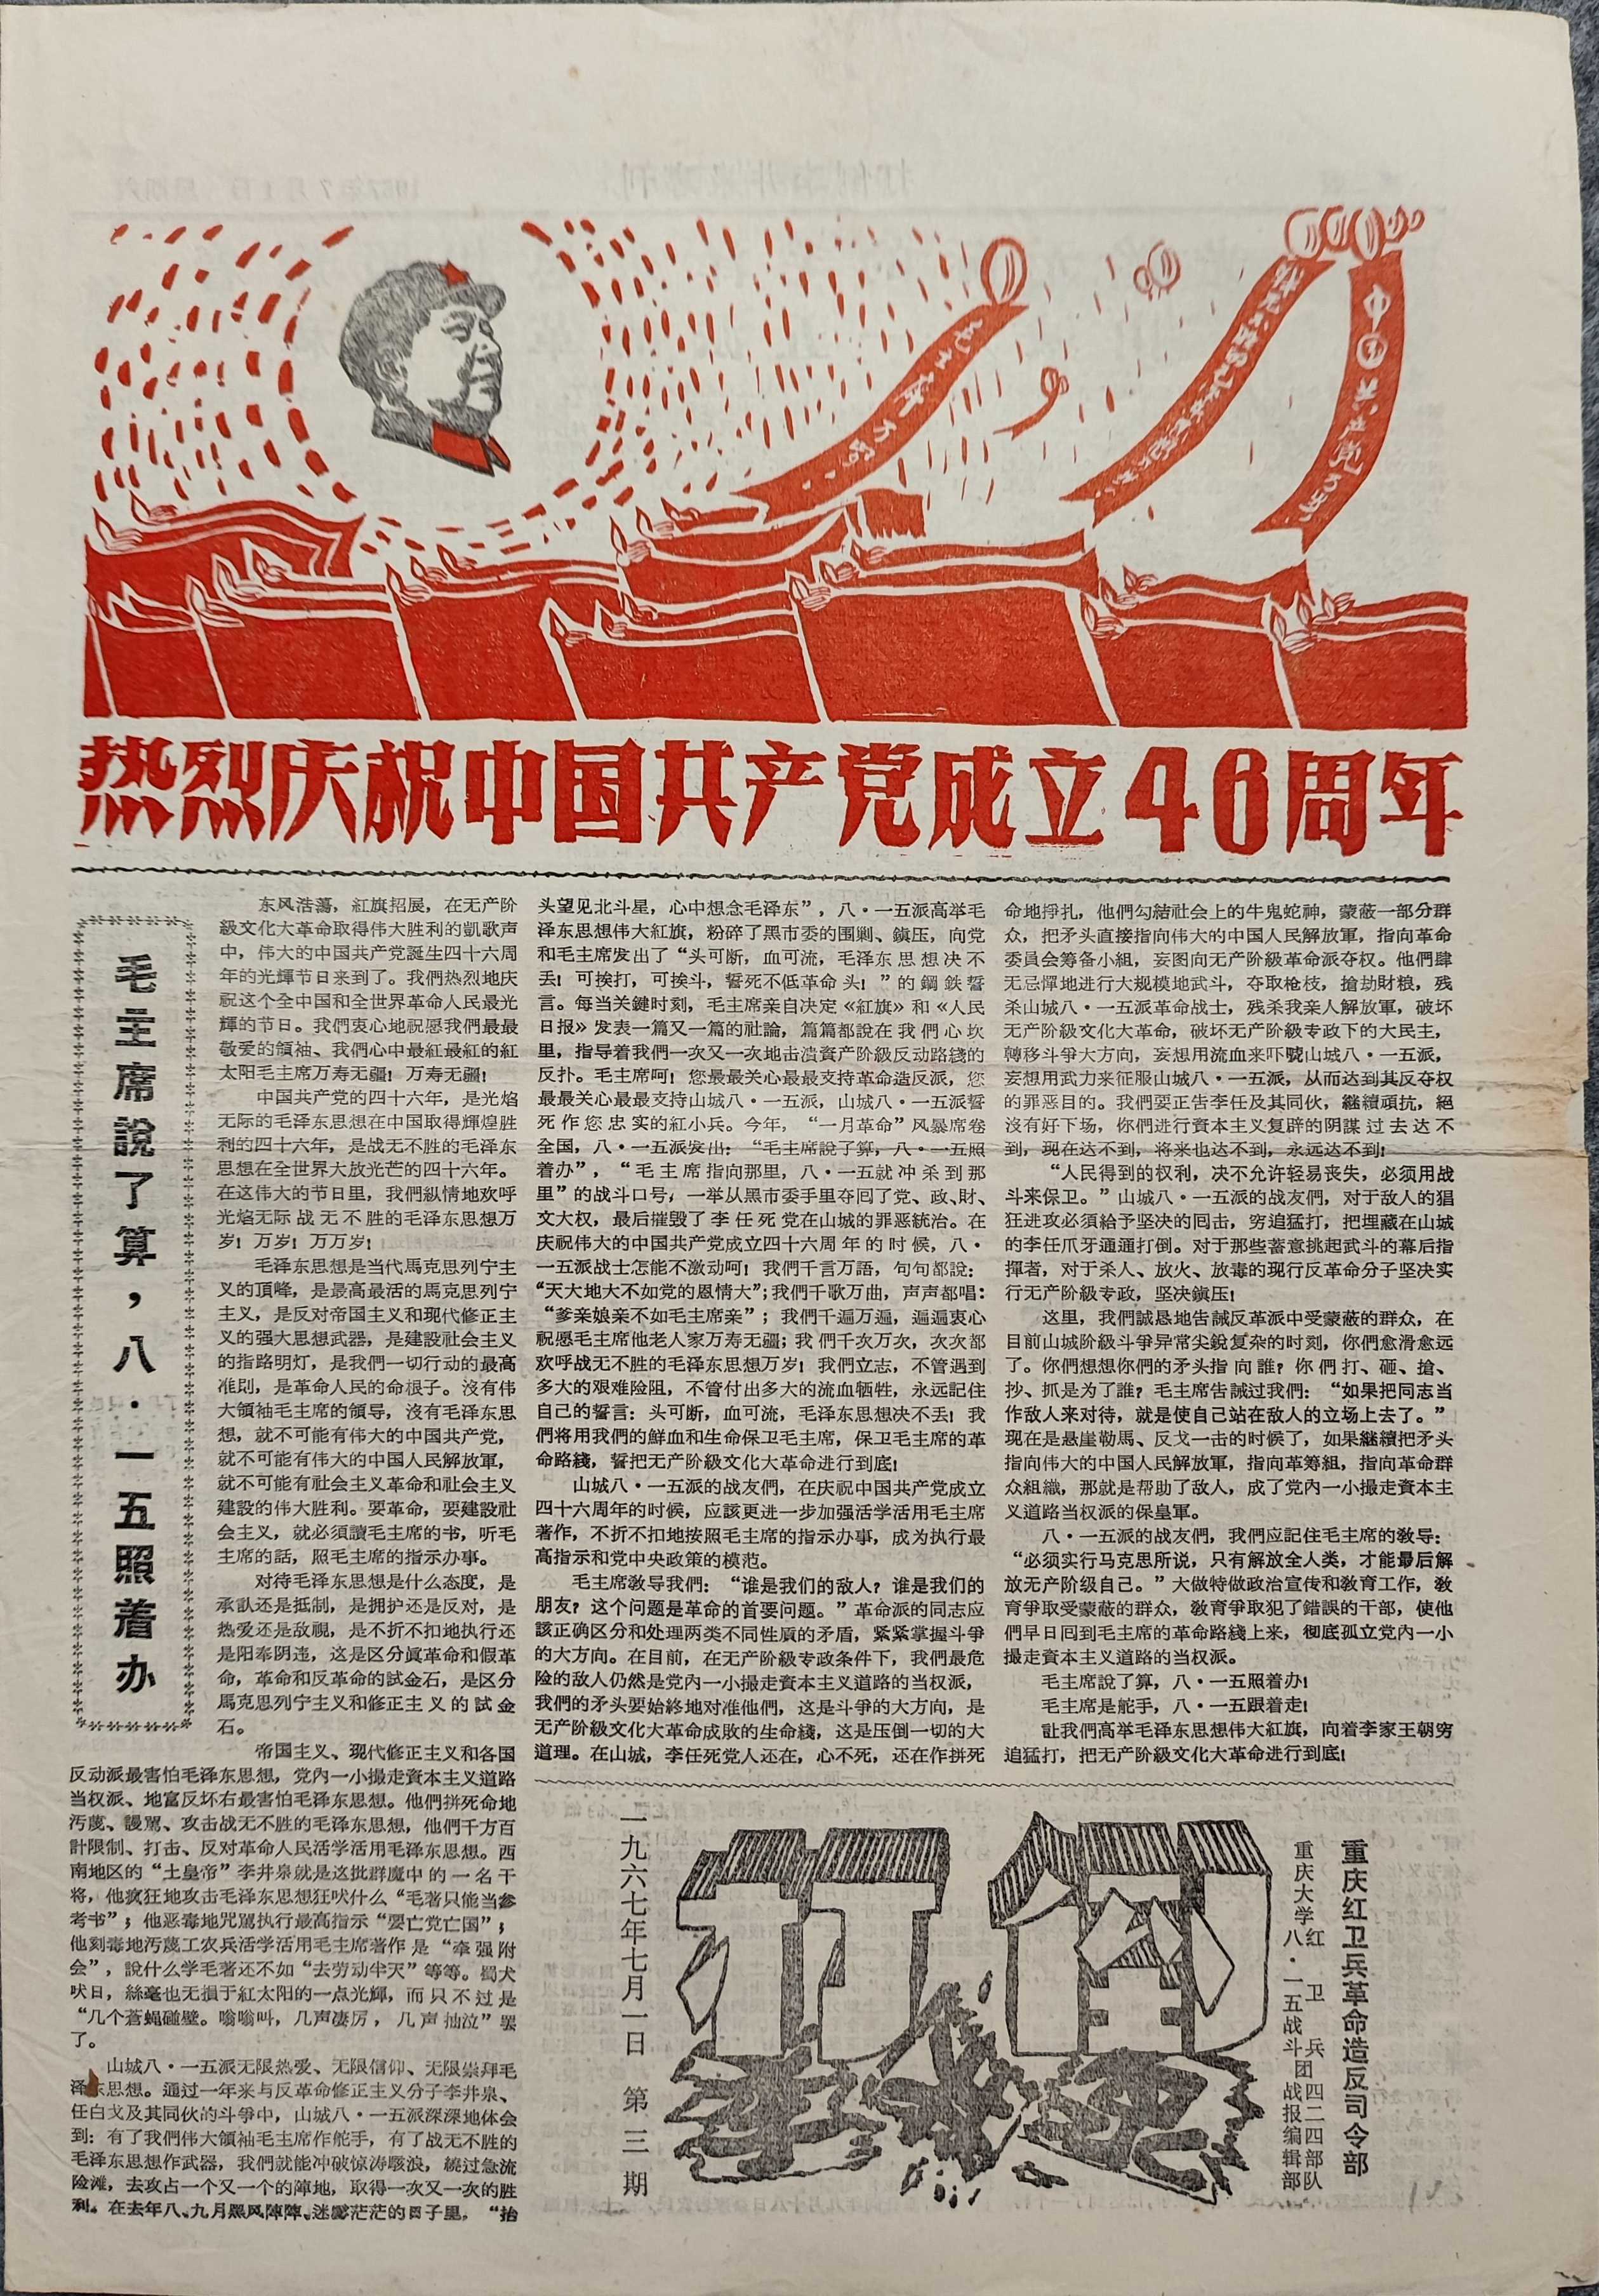 毛主席万岁！
中国共产党万岁！
热烈庆祝中国共产党成立46周年
毛主席說了算，八·一五照着办
东风浩蕩，紅旗招展，在无产阶
級文化大革命取得伟大胜利的凱歌声
中，伟大的中国共产党誕生四十六周
年的光輝节日来到了。我們热烈地庆
祝这个全中国和全世界革命人民最光
輝的节日。我們衷心地祝愿我們最最
敬爱的領袖、我們心中最紅最紅的紅
太阳毛主席万寿无疆！万寿无疆！
中国共产党的四十六年，是光焰
无际的毛泽东思想在中国取得輝煌胜
利的四十六年，是战无不胜的毛泽东
思想在全世界大放光芒的四十六年。
在这伟大的节日里，我們纵情地欢呼
光焰无际战无不胜的毛泽东思想万
岁！万岁！万万岁！
毛泽东思想是当代馬克思列宁主
义的頂峰，是最高最活的馬克思列宁
主义，是反对帝国主义和現代修正主
义的强大思想武器，是建設社会主义
的指路明灯，是我們一切行动的最高
准則，是革命人民的命根子。沒有伟
大領袖毛主席的領导，沒有毛泽东思
想，就不可能有伟大的中国共产党，
就不可能有伟大的中国人民解放軍，
就不可能有社会主义革命和社会主义
建設的伟大胜利。要革命，要建設社
会主义，就必須讀毛主席的书，听毛
主席的話，照毛主席的指示办事。
对待毛泽东思想是什么态度，是
承訙还是抵制，是拥护还是反对，是
热爱还是敌視，是不折不扣地执行还
是阳奉阴违，这是区分眞革命和假革
命，革命和反革命的試金石，是区分
馬克思列宁主义和修正主义的試金
石。
帝国主义、現代修正主义和各国
反动派最害怕毛泽东思想，党內一小撮走資本主义道路
当权派、地富反坏右最害怕毛泽东思想。他們拼死命地
汚蔑、謾駡、攻击战无不胜的毛泽东思想，他們千方百
計限制、打击、反对革命人民活学活用毛泽东思想。西
南地区的“土皇帝”李井泉就是这批群魔中的一名干
将，他疯狂地攻击毛泽东思想狂吠什么“毛著只能当参
考书”；他恶毒地咒駡执行最高指示“要亡党亡国”；
他刻毒地汚蔑工农兵活学活用毛主席著作是“牵强附
会”，說什么学毛著还不如“去劳动半天”等等。蜀犬
吠日，絲毫也无損于紅太阳的一点光輝，而只不过是
“几个蒼蝇碰壁。嗡嗡叫，几声凄厉，几声抽泣”罢
了。
山城八·一五派无限热爱、无限信仰、无限崇拜毛
泽东思想。通过一年来与反革命修正主义分子李井泉、
任白戈及其同伙的斗爭中，山城八·一五派深深地体会
到：有了我們伟大領袖毛主席作舵手，有了战无不胜的
毛泽东思想作武器，我們就能冲破惊涛駭浪，繞过急流
险滩，去攻占一个又一个的障地，取得一次又一次的胜
利。在去年八、九月黑风陣陣、迷雾茫茫的日子里，“抬
头望见北斗星，心中想念毛泽东”，八·一五派高举毛
泽东思想伟大紅旗，粉碎了黑市委的围剿、鎭压，向党
和毛主席发出了“头可断，血可流，毛泽东思想决不
丢！可挨打，可挨斗，誓死不低革命头！”的鋼鉄誓
言。每当关鍵时刻，毛主席亲自决定《紅旗》和《人民
日报》发表一篇又一篇的社論，篇篇都說在我們心坎
里，指导着我們一次又一次地击潰資产阶級反动路綫的
反扑。毛主席呵！您最最关心最最支持革命造反派，您
最最关心最最支持山城八·一五派，山城八·一五派誓
死作您忠实的紅小兵。今年，“一月革命”风暴席卷
全国，八·一五派发出：“毛主席說了算，八·一五照
着办”，“毛主席指向那里，八·一五就冲杀到那
里”的战斗口号，一举从黑市委手里夺囘了党、政、財、
文大权，最后摧毁了李任死党在山城的罪恶統治。在
庆祝伟大的中国共产党成立四十六周年的时候，八·
一五派战士怎能不激动呵！我們千言万語，句句都說：
“天大地大不如党的恩情大”；我們千歌万曲，声声都唱：
“爹亲娘亲不如毛主席亲”；我們千遍万遍，遍遍衷心
祝愿毛主席他老人家万寿无疆；我們千次万次，次次都
欢呼战无不胜的毛泽东思想万岁！我們立志，不管遇到
多大的艰难险阻，不管付出多大的流血牺牲，永远記住
自己的誓言：头可断，血可流，毛泽东思想决不丢！我
們将用我們的鮮血和生命保卫毛主席，保卫毛主席的革
命路綫，誓把无产阶級文化大革命进行到底！
山城八·一五派的战友們，在庆祝中国共产党成立
四十六周年的时候，应該更进一步加强活学活用毛主席
著作，不折不扣地按照毛主席的指示办事，成为执行最
高指示和党中央政策的模范。
毛主席敎导我們：“谁是我们的敌人？谁是我们的
朋友？这个问题是革命的首要问题。”革命派的同志应
該正确区分和处理两类不同性貭的矛盾，紧紧掌握斗爭
的大方向。在目前，在无产阶級专政条件下，我們最危
险的敌人仍然是党內一小撮走資本主义道路的当权派，
我們的矛头要始終地对准他們，这是斗爭的大方向，是
无产阶級文化大革命成敗的生命綫，这是压倒一切的大
道理。在山城，李任死党人还在，心不死，还在作拼死
命地掙扎，他們勾結社会上的牛鬼蛇神，蒙蔽一部分群
众，把矛头直接指向伟大的中国人民解放軍，指向革命
委員会筹备小組，妄图向无产阶級革命派夺权。他們肆
无忌憚地进行大规模地武斗，夺取枪枝，搶劫財粮，残
杀山城八·一五派革命战士，残杀我亲人解放軍，破坏
无产阶級文化大革命，破坏无产阶級专政下的大民主，
轉移斗爭大方向，妄想用流血来吓唬山城八·一五派，
妄想用武力来征服山城八·一五派，从而达到其反夺权
的罪恶目的。我們要正告李任及其同伙，継續頑抗，絕
沒有好下场，你們进行資本主义复辟的阴謀过去达不
到，現在达不到，将来也达不到，永远达不到！
“人民得到的权利，决不允许轻易丧失，必须用战
斗来保卫。”山城八·一五派的战友們，对于敌人的猖
狂进攻必須給予坚决的囘击，穷追猛打，把埋藏在山城
的李任爪牙通通打倒。对于那些蓄意挑起武斗的幕后指
揮者，对于杀人、放火、放毒的現行反革命分子坚决实
行无产阶級专政，坚决鎭压！
这里，我們誠恳地告誡反革派中受蒙蔽的群众，在
目前山城阶級斗爭异常尖銳复杂的时刻，你們愈滑愈远
了。你們想想你們的矛头指向誰？你們打、砸、搶、
抄、抓是为了誰？毛主席告誡过我們：“如果把同志当
作敌人来对待，就是使自己站在敌人的立场上去了。”
現在是悬崖勒馬、反戈一击的时候了，如果継續把矛头
指向伟大的中国人民解放軍，指向革筹組，指向革命群
众組織，那就是帮助了敌人，成了党內一小撮走資本主
义道路当权派的保皇軍。
八·一五派的战友們，我們应記住毛主席的敎导：
“必须实行马克思所说，只有解放全人类，才能最后解
放无产阶级自己。”大做特做政治宣传和敎育工作，敎
育爭取受蒙蔽的群众，敎育爭取犯了錯誤的干部，使他
們早日囘到毛主席的革命路綫上来，彻底孤立党內一小
撮走資本主义道路的当权派。
毛主席說了算，八·一五照着办！
毛主席是舵手，八·一五跟着走！
訨我們高举毛泽东思想伟大紅旗，向着李家王朝穷
追猛打，把无产阶級文化大革命进行到底！
重庆红卫兵革命造反司令部
重庆大学红卫兵团四二四部队
八·一五战斗战报编辑部
一九六七年七月一日 第三期